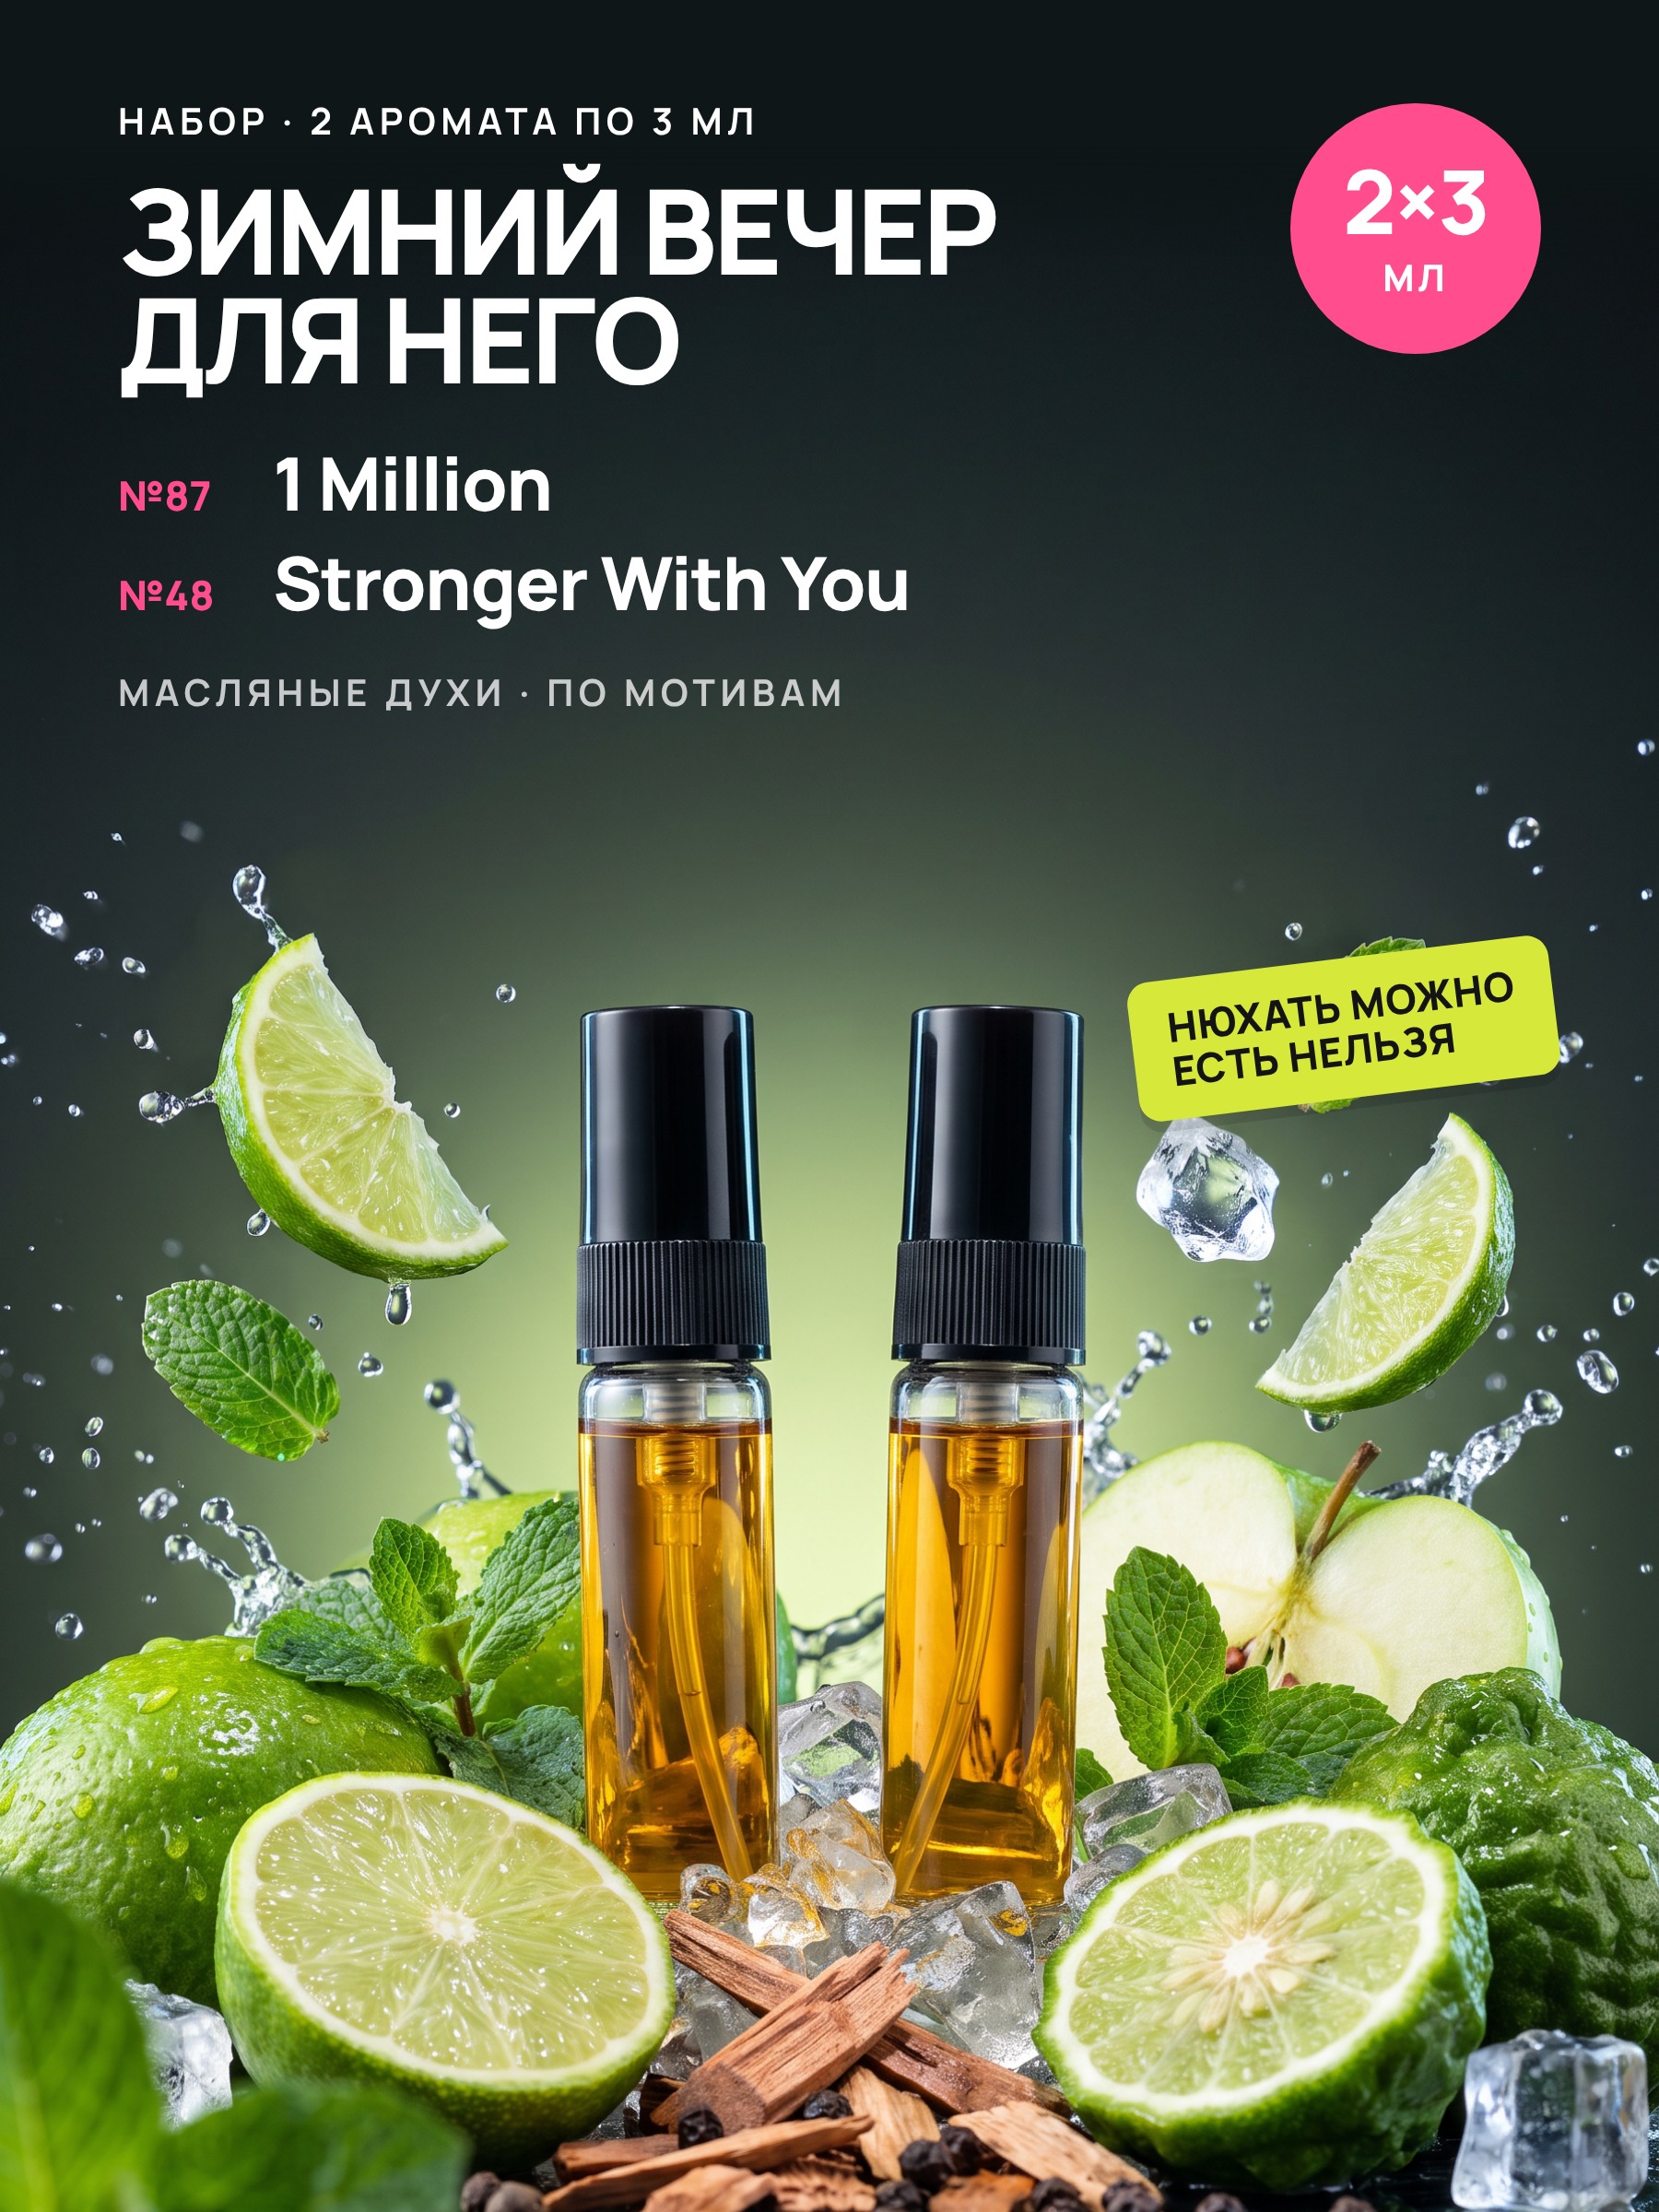 НАБОР · 2 АРОМАТА ПО 3 МЛ
ЗИМНИЙ ВЕЧЕР
ДЛЯ НЕГО
2×3
МЛ
№87 1 Million
№48 Stronger With You
МАСЛЯНЫЕ ДУХИ · ПО МОТИВАМ
НЮХАТЬ МОЖНО
ЕСТЬ НЕЛЬЗЯ